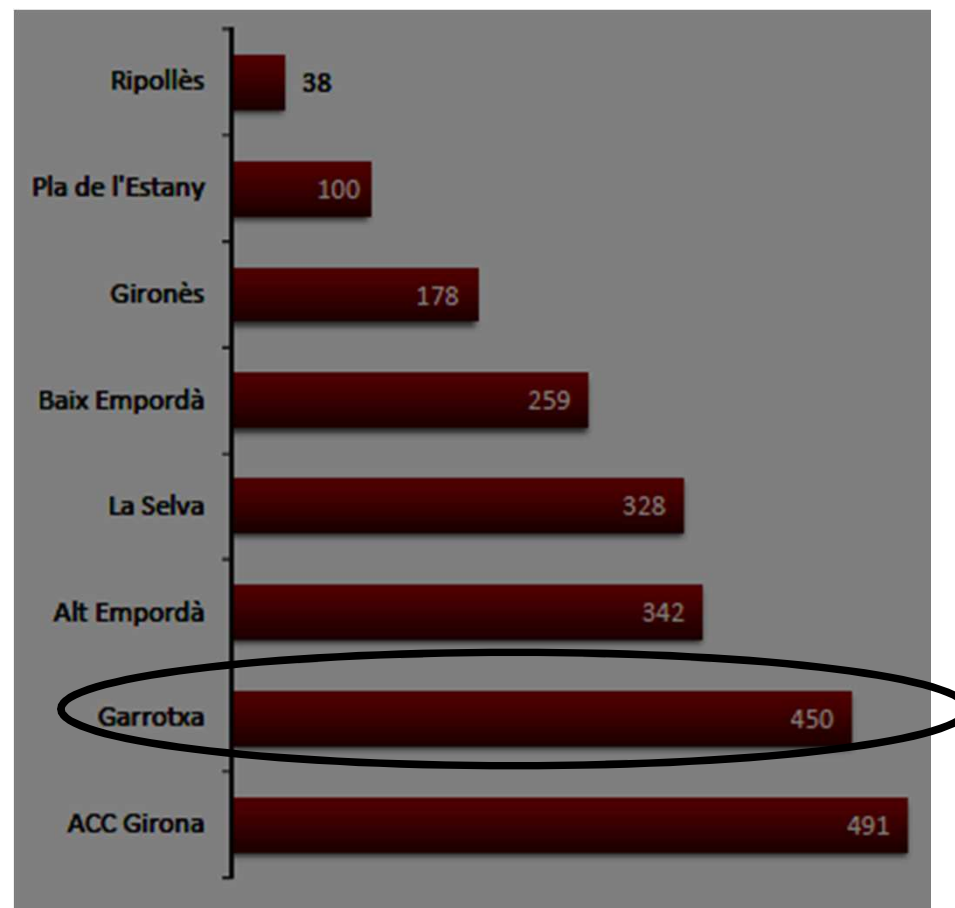 Ripollès 38
Pla de l'Estany 100
Gironès 178
Baix Empordà 259
La Selva 328
Alt Empordà 342
Garrotxa 450
ACC Girona 491